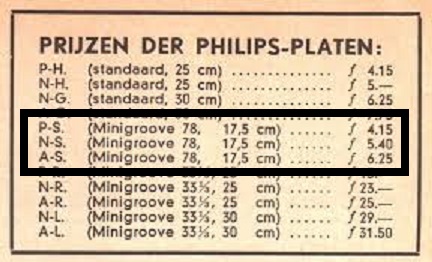 PRIJZEN DER PHILIPS-PLATEN:
P-H. (standaard, 25 cm) .............. f 4.15
N-H. (standaard, 25 cm) .............. f 5.—
N-G. (standaard, 30 cm) .............. f 6.25
P-S. (Minigroove 78, 17,5 cm) ...... f 4.15
N-S. (Minigroove 78, 17,5 cm) ...... f 5.40
A-S. (Minigroove 78, 17,5 cm) ...... f 6.25
N-R. (Minigroove 33⅓, 25 cm) ...... f 23.—
A-R. (Minigroove 33⅓, 25 cm) ...... f 25.—
N-L. (Minigroove 33⅓, 30 cm) ...... f 29.—
A-L. (Minigroove 33⅓, 30 cm) ...... f 31.50